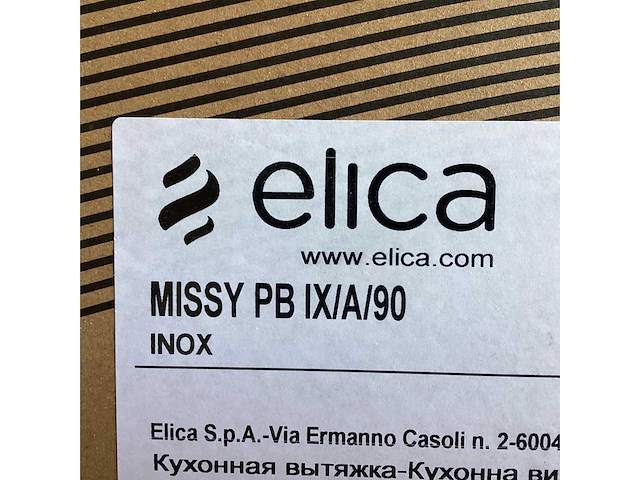 elica
www.elica.com
MISSY PB IX/A/90
INOX
Elica S.p.A.-Via Ermanno Casoli n. 2-6004
Кухонная вытяжка-Кухонна ви